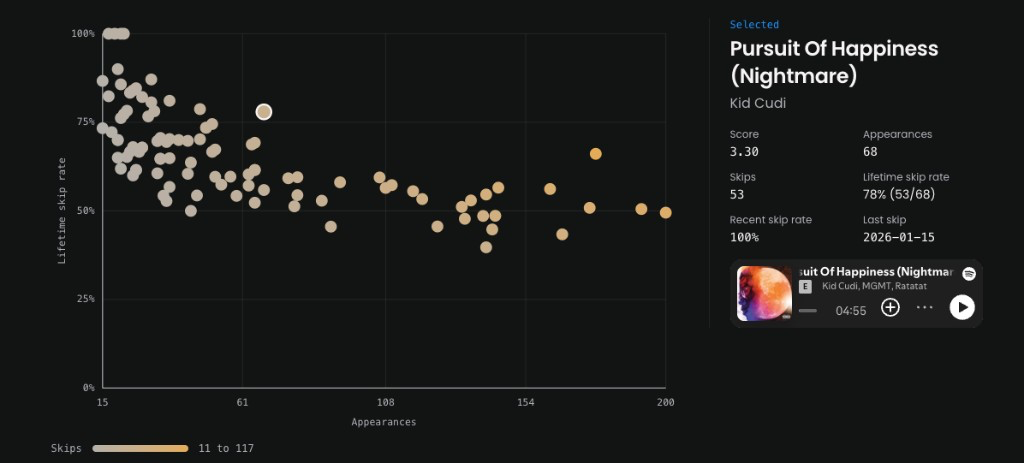 100%
75%
50%
25%
0%
Lifetime skip rate
15 61 108 154 200
Appearances
Skips 11 to 117
Selected
Pursuit Of Happiness
(Nightmare)
Kid Cudi
Score Appearances
3.30 68
Skips Lifetime skip rate
53 78% (53/68)
Recent skip rate Last skip
100% 2026-01-15
suit Of Happiness (Nightmar
E Kid Cudi, MGMT, Ratatat
04:55